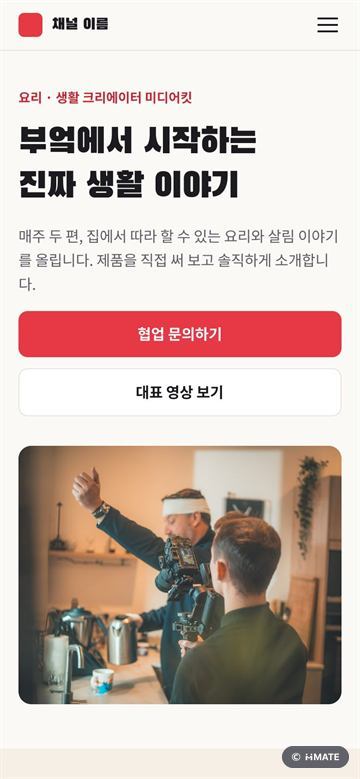 채널 이름
요리 · 생활 크리에이터 미디어킷
부엌에서 시작하는
진짜 생활 이야기
매주 두 편, 집에서 따라 할 수 있는 요리와 살림 이야기
를 올립니다. 제품을 직접 써 보고 솔직하게 소개합니
다.
협업 문의하기
대표 영상 보기
© HMATE